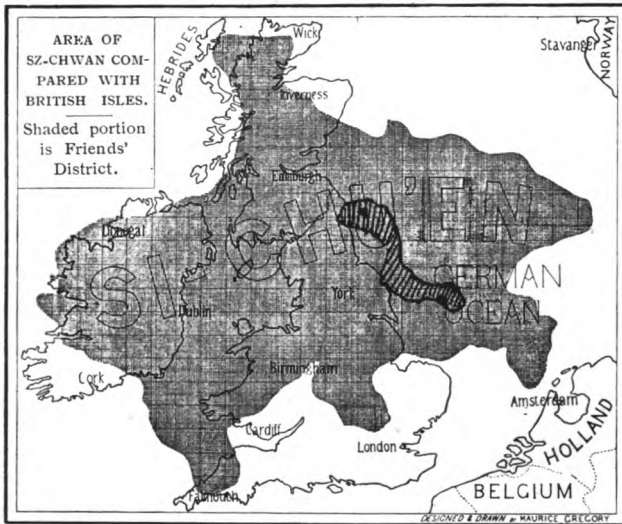 AREA OF
SZ-CHWAN COM-
PARED WITH
BRITISH ISLES.
Shaded portion
is Friends'
District.
HEBRIDES
Wick
Stavanger
NORWAY
Inverness
Edinburgh
Donegal
SI CHU'EN
York
GERMAN
OCEAN
Dublin
Cork
Birmingham
Amsterdam
HOLLAND
Cardiff
London
Falmouth
BELGIUM
DESIGNED & DRAWN BY MAURICE GREGORY